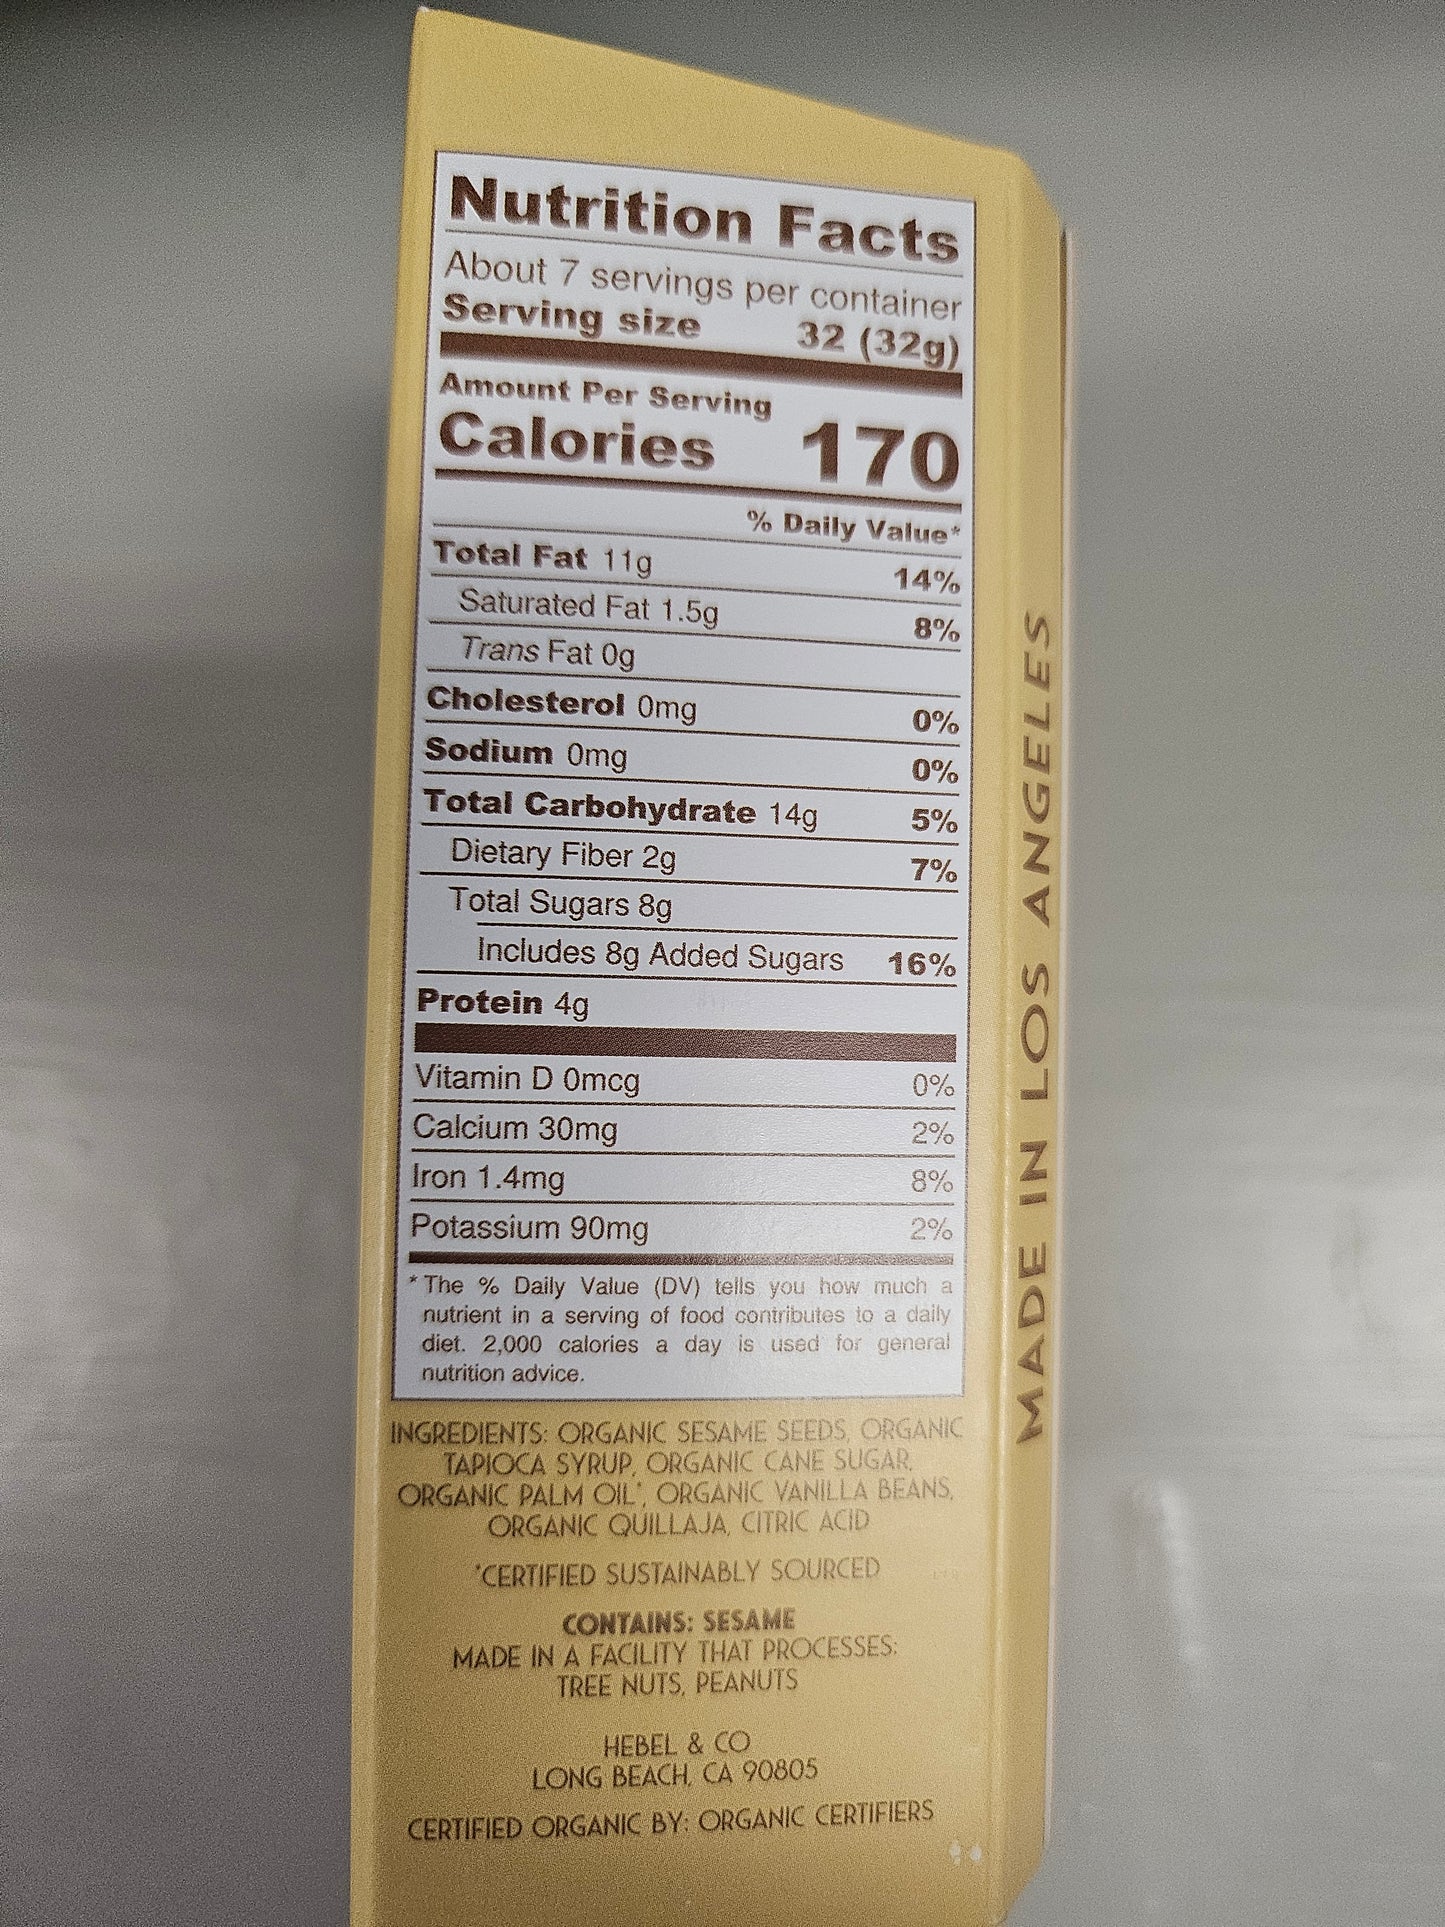 Nutrition Facts
About 7 servings per container
Serving size 32 (32g)
Amount Per Serving
Calories 170
% Daily Value*
Total Fat 11g 14%
Saturated Fat 1.5g 8%
Trans Fat 0g
Cholesterol 0mg 0%
Sodium 0mg 0%
Total Carbohydrate 14g 5%
Dietary Fiber 2g 7%
Total Sugars 8g
Includes 8g Added Sugars 16%
Protein 4g
Vitamin D 0mcg 0%
Calcium 30mg 2%
Iron 1.4mg 8%
Potassium 90mg 2%
* The % Daily Value (DV) tells you how much a
nutrient in a serving of food contributes to a daily
diet. 2,000 calories a day is used for general
nutrition advice.
INGREDIENTS: ORGANIC SESAME SEEDS, ORGANIC
TAPIOCA SYRUP, ORGANIC CANE SUGAR,
ORGANIC PALM OIL*, ORGANIC VANILLA BEANS,
ORGANIC QUILLAJA, CITRIC ACID
*CERTIFIED SUSTAINABLY SOURCED
CONTAINS: SESAME
MADE IN A FACILITY THAT PROCESSES:
TREE NUTS, PEANUTS
HEBEL & CO
LONG BEACH, CA 90805
CERTIFIED ORGANIC BY: ORGANIC CERTIFIERS
MADE IN LOS ANGELES